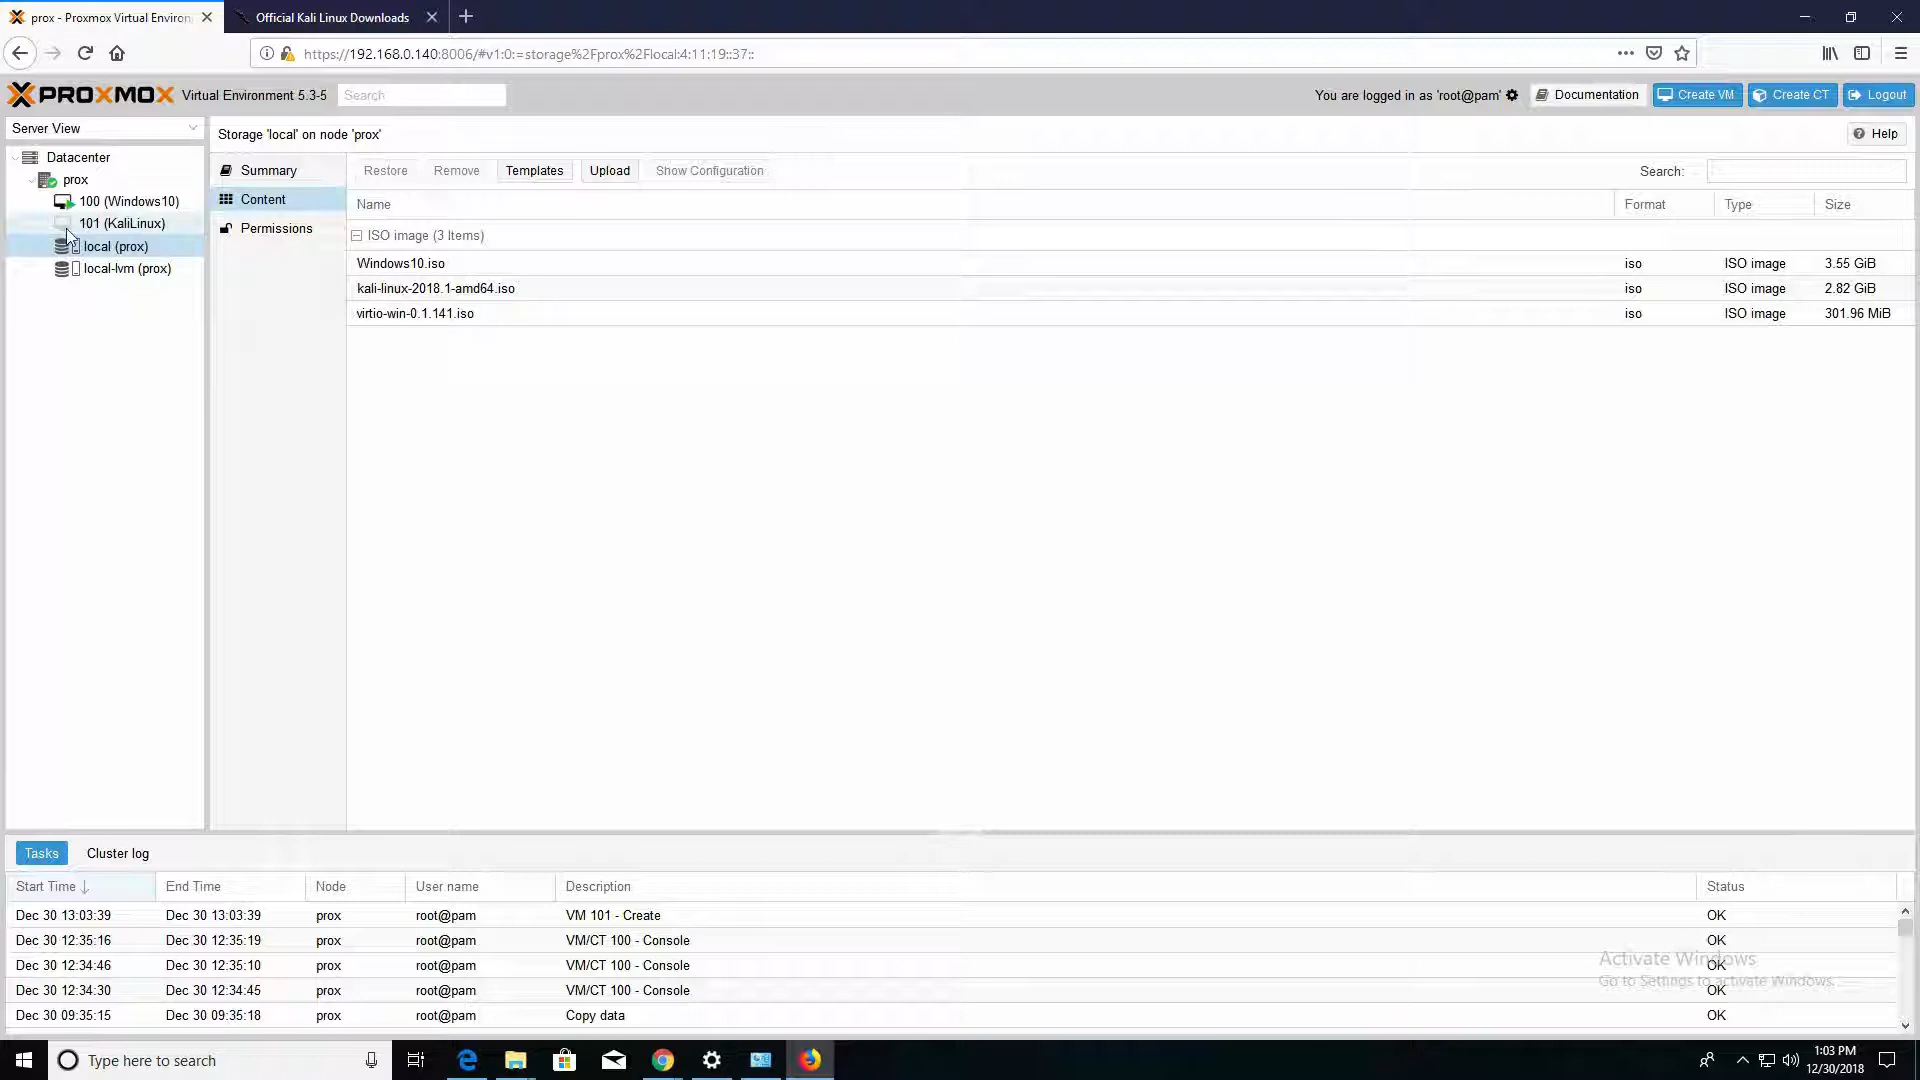 prox - Proxmox Virtual Environ
Official Kali Linux Downloads
https://192.168.0.140:8006/#v1:0:=storage%2Fprox%2Flocal:4:11:19::37::
PROXMOX Virtual Environment 5.3-5
Search
You are logged in as 'root@pam'
Documentation
Create VM
Create CT
Logout
Server View
Storage 'local' on node 'prox'
Help
Datacenter
prox
100 (Windows10)
101 (KaliLinux)
local (prox)
local-lvm (prox)
Summary
Content
Permissions
Restore
Remove
Templates
Upload
Show Configuration
Search:
Name Format Type Size
ISO image (3 Items)
Windows10.iso iso ISO image 3.55 GiB
kali-linux-2018.1-amd64.iso iso ISO image 2.82 GiB
virtio-win-0.1.141.iso iso ISO image 301.96 MiB
Tasks
Cluster log
Start Time End Time Node User name Description Status
Dec 30 13:03:39 Dec 30 13:03:39 prox root@pam VM 101 - Create OK
Dec 30 12:35:16 Dec 30 12:35:19 prox root@pam VM/CT 100 - Console OK
Dec 30 12:34:46 Dec 30 12:35:10 prox root@pam VM/CT 100 - Console OK
Dec 30 12:34:30 Dec 30 12:34:45 prox root@pam VM/CT 100 - Console OK
Dec 30 09:35:15 Dec 30 09:35:18 prox root@pam Copy data OK
Activate Windows
Go to Settings to activate Windows.
Type here to search
1:03 PM
12/30/2018